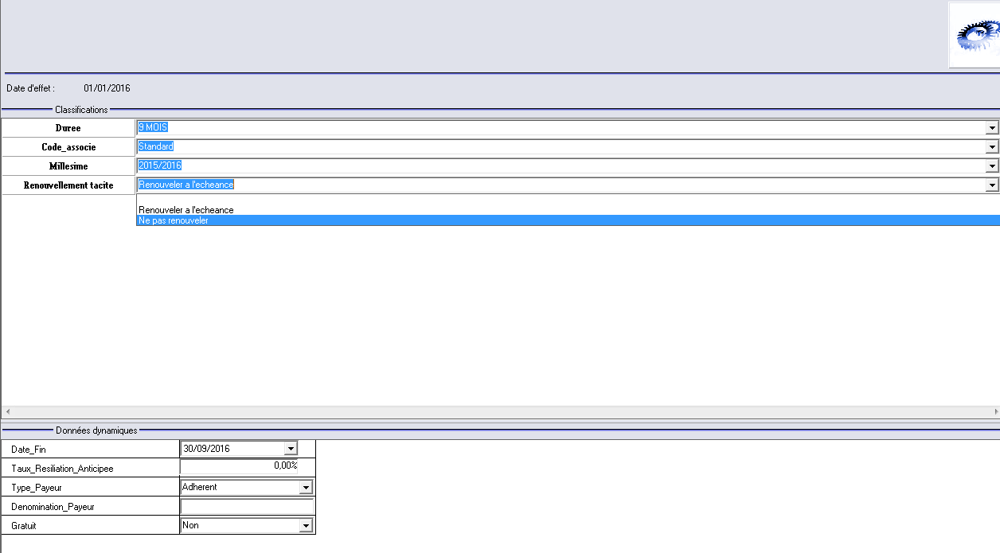 Date d'effet : 01/01/2016
Classifications
Duree 9 MOIS
Code_associe Standard
Millesime 2015/2016
Renouvellement tacite Renouveler a l'echeance
Renouveler a l'echeance
Ne pas renouveler
Données dynamiques
Date_Fin 30/09/2016
Taux_Resiliation_Anticipee 0,00%
Type_Payeur Adherent
Denomination_Payeur
Gratuit Non